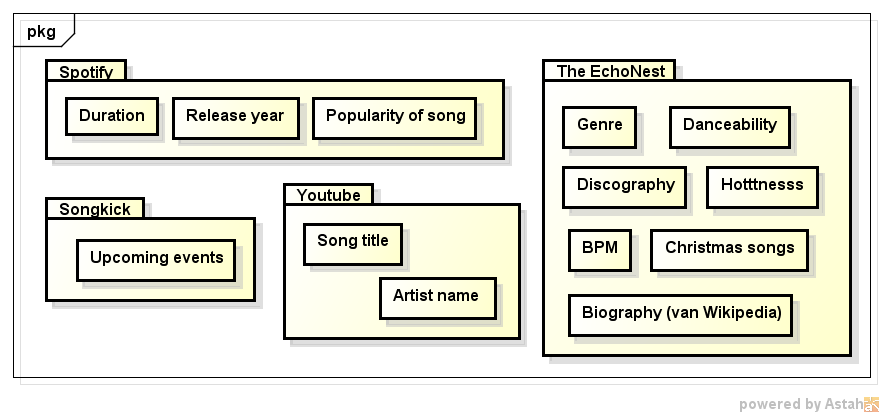 pkg
Spotify
Duration
Release year
Popularity of song
The EchoNest
Genre
Danceability
Discography
Hotttnesss
BPM
Christmas songs
Biography (van Wikipedia)
Songkick
Upcoming events
Youtube
Song title
Artist name
powered by Astah